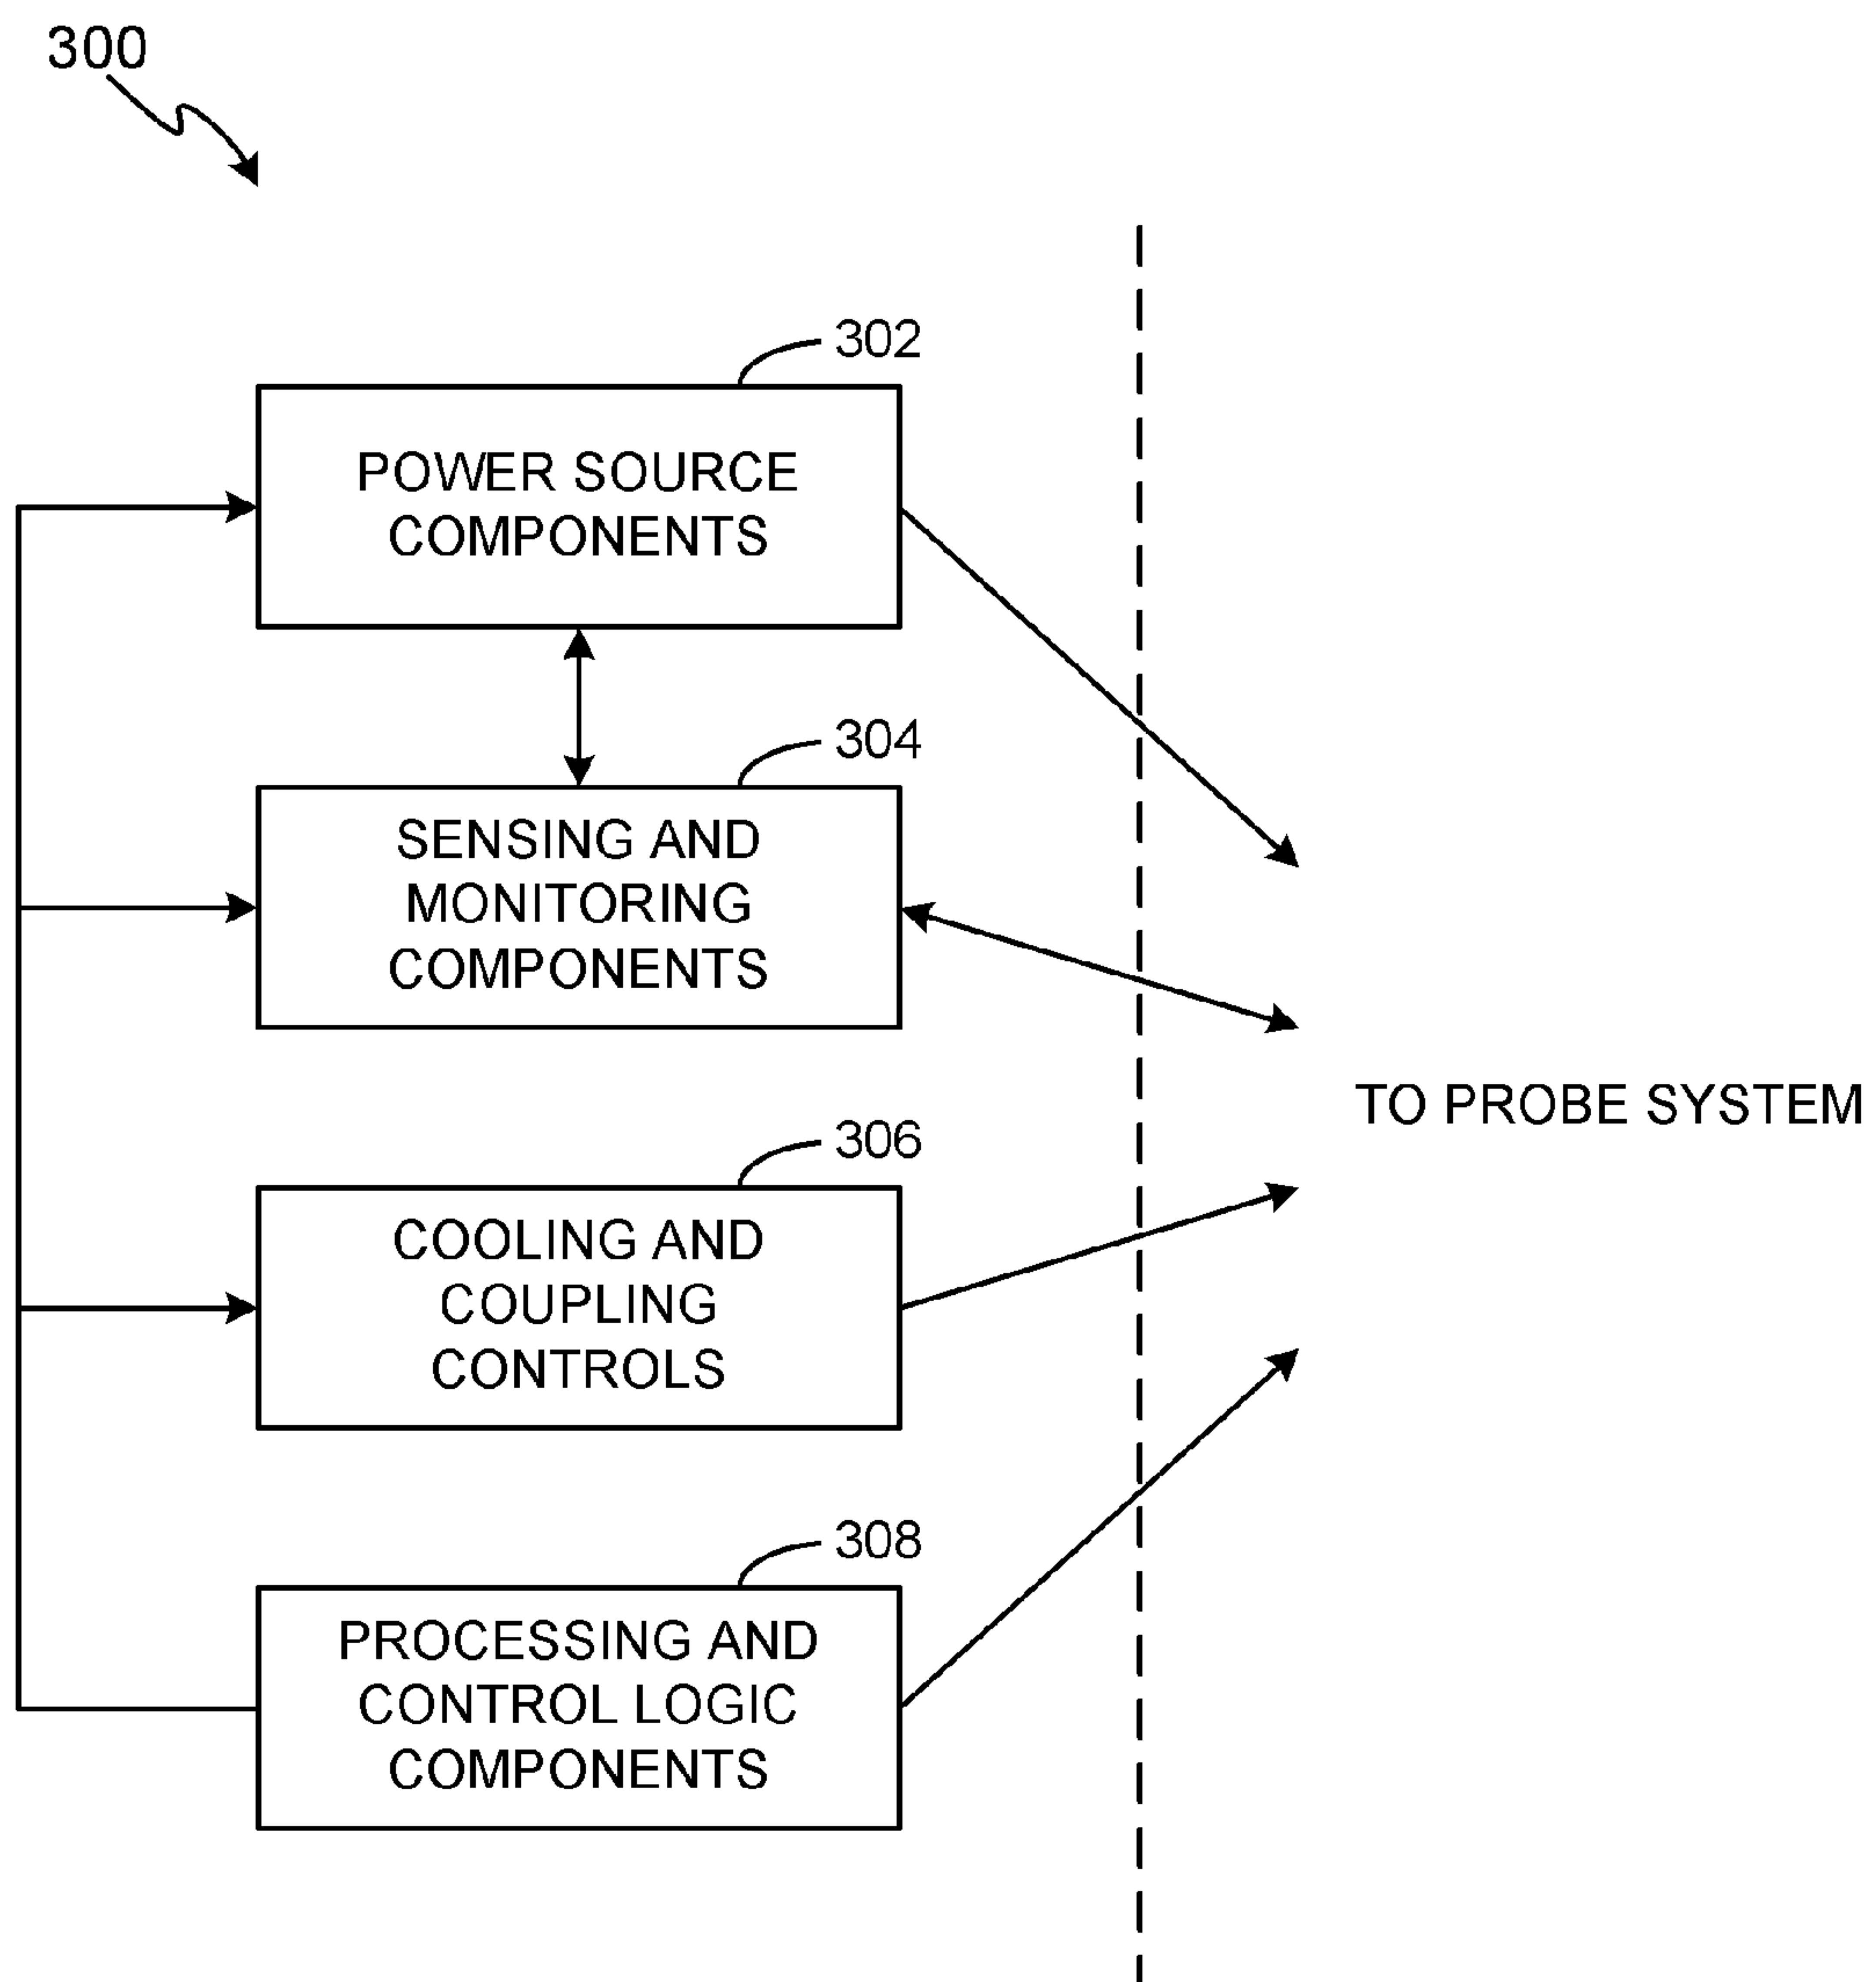 300
302
POWER SOURCE
COMPONENTS
304
SENSING AND
MONITORING
COMPONENTS
TO PROBE SYSTEM
306
COOLING AND
COUPLING
CONTROLS
308
PROCESSING AND
CONTROL LOGIC
COMPONENTS